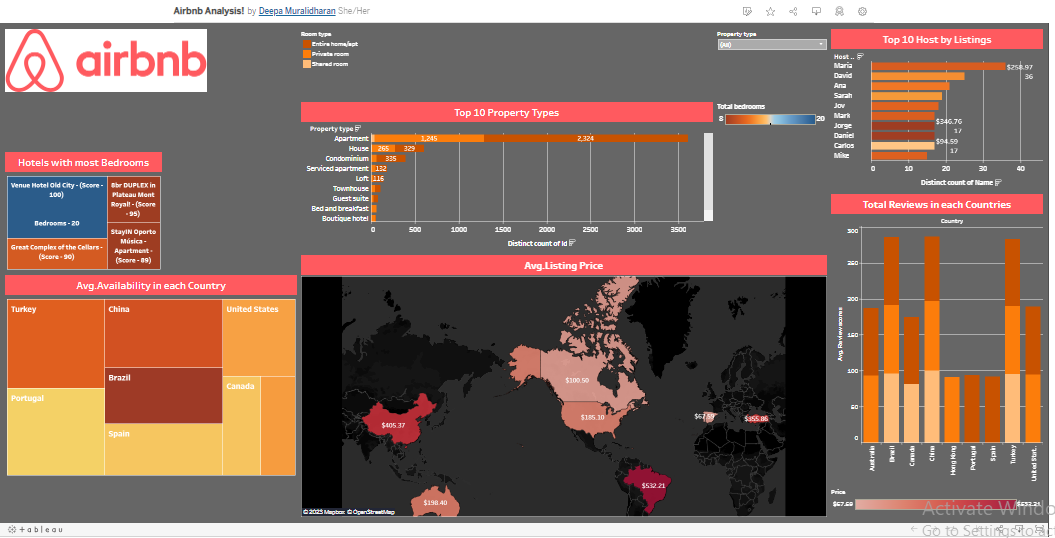 Airbnb Analysis! by Deepa Muralidharan She/Her
airbnb
Room type
Entire home/apt
Private room
Shared room
Property type
(All)
Top 10 Host by Listings
Host ..
Maria
David
Ana
Sarah
Jov
Mark
Jorge
Daniel
Carlos
Mike
$258.97
36
$346.76
17
$94.59
17
0 10 20 30 40
Distinct count of Name
Top 10 Property Types
Total bedrooms
8 20
Property type
Apartment 1,245 2,324
House 265 329
Condominium 335
Serviced apartment 132
Loft 116
Townhouse
Guest suite
Bed and breakfast
Boutique hotel
0 500 1000 1500 2000 2500 3000 3500
Distinct count of Id
Hotels with most Bedrooms
Venue Hotel Old City - (Score - 100)
Bedrooms - 20
Great Complex of the Cellars - (Score - 90)
8br DUPLEX in
Plateau Mont
Royal! - (Score
- 95)
StayIN Oporto
Música -
Apartment -
(Score - 89)
Avg.Availability in each Country
Turkey
Portugal
China
Brazil
Spain
United States
Canada
Avg.Listing Price
$405.37
$100.50
$185.10
$67.59
$355.86
$532.21
$198.40
© 2023 Mapbox © OpenStreetMap
Total Reviews in each Countries
Country
300
250
200
150
100
50
0
Australia
Brazil
Canada
China
Hong Kong
Portugal
Spain
Turkey
United Stat..
Price
$67.59 $532.21
Activate Windo
Go to Settings to ac
+ a b l e a u